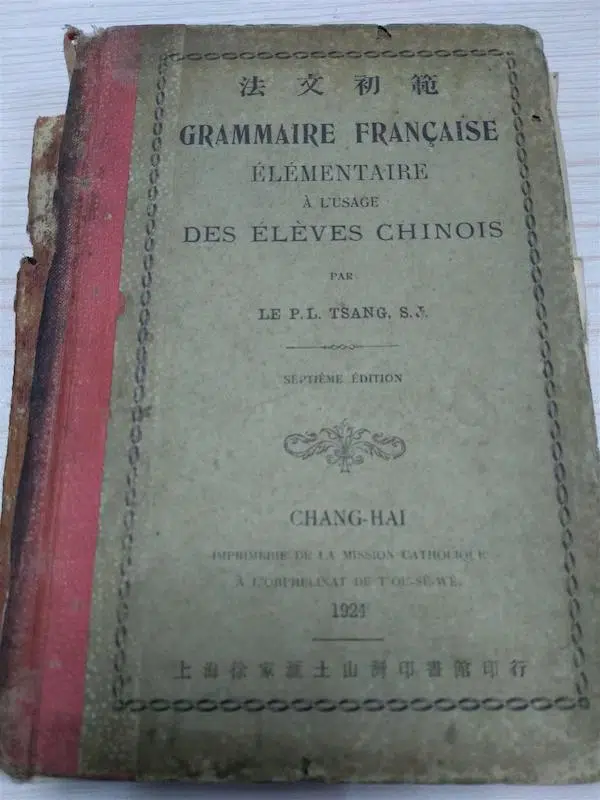 法文初範
GRAMMAIRE FRANÇAISE
ÉLÉMENTAIRE
À L'USAGE
DES ÉLÈVES CHINOIS
PAR
LE P. L. TSANG, S.J.
SEPTIÈME ÉDITION
CHANG-HAI
IMPRIMERIE DE LA MISSION CATHOLIQUE
À L'ORPHELINAT DE T'OU-SÈ-WÈ.
1924
上海徐家滙土山灣印書館印行